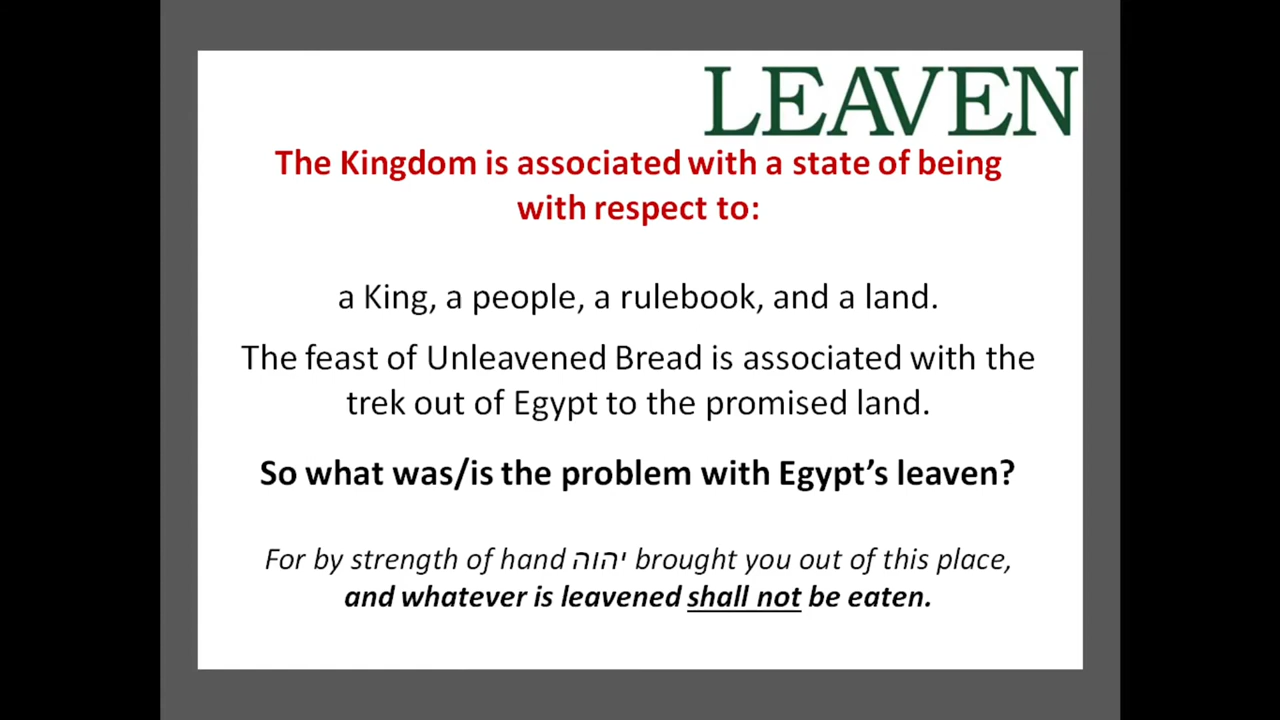 LEAVEN
The Kingdom is associated with a state of being
with respect to:
a King, a people, a rulebook, and a land.
The feast of Unleavened Bread is associated with the
trek out of Egypt to the promised land.
So what was/is the problem with Egypt’s leaven?
For by strength of hand יהוה brought you out of this place,
and whatever is leavened shall not be eaten.